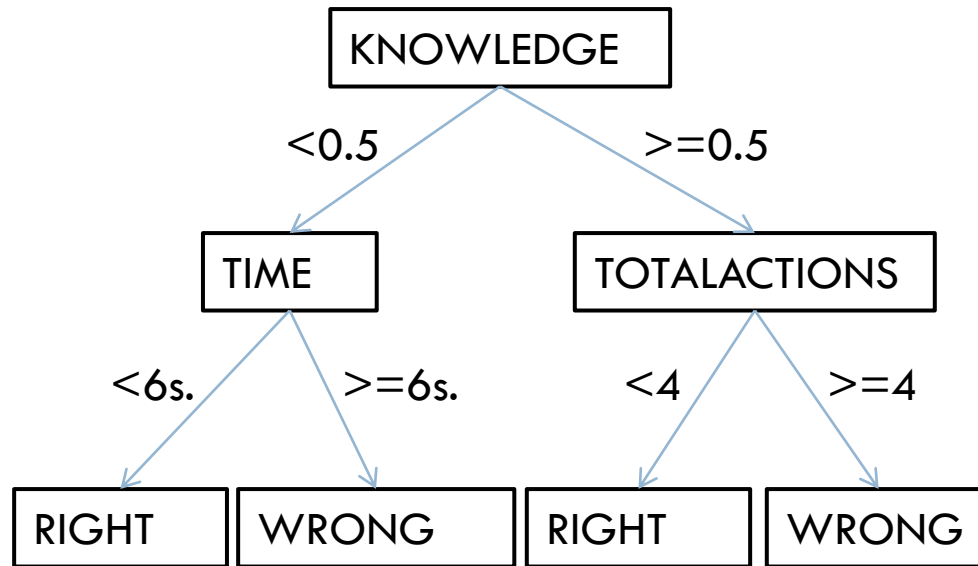 KNOWLEDGE
<0.5 >=0.5
TIME TOTALACTIONS
<6s. >=6s. <4 >=4
RIGHT WRONG RIGHT WRONG